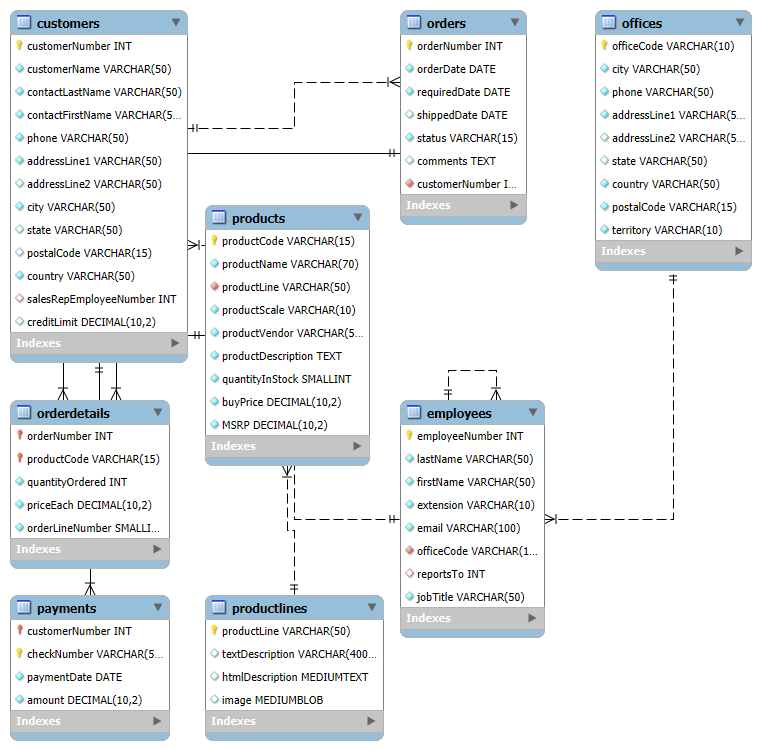 customers
customerNumber INT
customerName VARCHAR(50)
contactLastName VARCHAR(50)
contactFirstName VARCHAR(5...
phone VARCHAR(50)
addressLine1 VARCHAR(50)
addressLine2 VARCHAR(50)
city VARCHAR(50)
state VARCHAR(50)
postalCode VARCHAR(15)
country VARCHAR(50)
salesRepEmployeeNumber INT
creditLimit DECIMAL(10,2)
Indexes
orders
orderNumber INT
orderDate DATE
requiredDate DATE
shippedDate DATE
status VARCHAR(15)
comments TEXT
customerNumber I...
Indexes
offices
officeCode VARCHAR(10)
city VARCHAR(50)
phone VARCHAR(50)
addressLine1 VARCHAR(5...
addressLine2 VARCHAR(5...
state VARCHAR(50)
country VARCHAR(50)
postalCode VARCHAR(15)
territory VARCHAR(10)
Indexes
products
productCode VARCHAR(15)
productName VARCHAR(70)
productLine VARCHAR(50)
productScale VARCHAR(10)
productVendor VARCHAR(5...
productDescription TEXT
quantityInStock SMALLINT
buyPrice DECIMAL(10,2)
MSRP DECIMAL(10,2)
Indexes
orderdetails
orderNumber INT
productCode VARCHAR(15)
quantityOrdered INT
priceEach DECIMAL(10,2)
orderLineNumber SMALLI...
Indexes
employees
employeeNumber INT
lastName VARCHAR(50)
firstName VARCHAR(50)
extension VARCHAR(10)
email VARCHAR(100)
officeCode VARCHAR(1...
reportsTo INT
jobTitle VARCHAR(50)
Indexes
payments
customerNumber INT
checkNumber VARCHAR(5...
paymentDate DATE
amount DECIMAL(10,2)
Indexes
productlines
productLine VARCHAR(50)
textDescription VARCHAR(400...
htmlDescription MEDIUMTEXT
image MEDIUMBLOB
Indexes